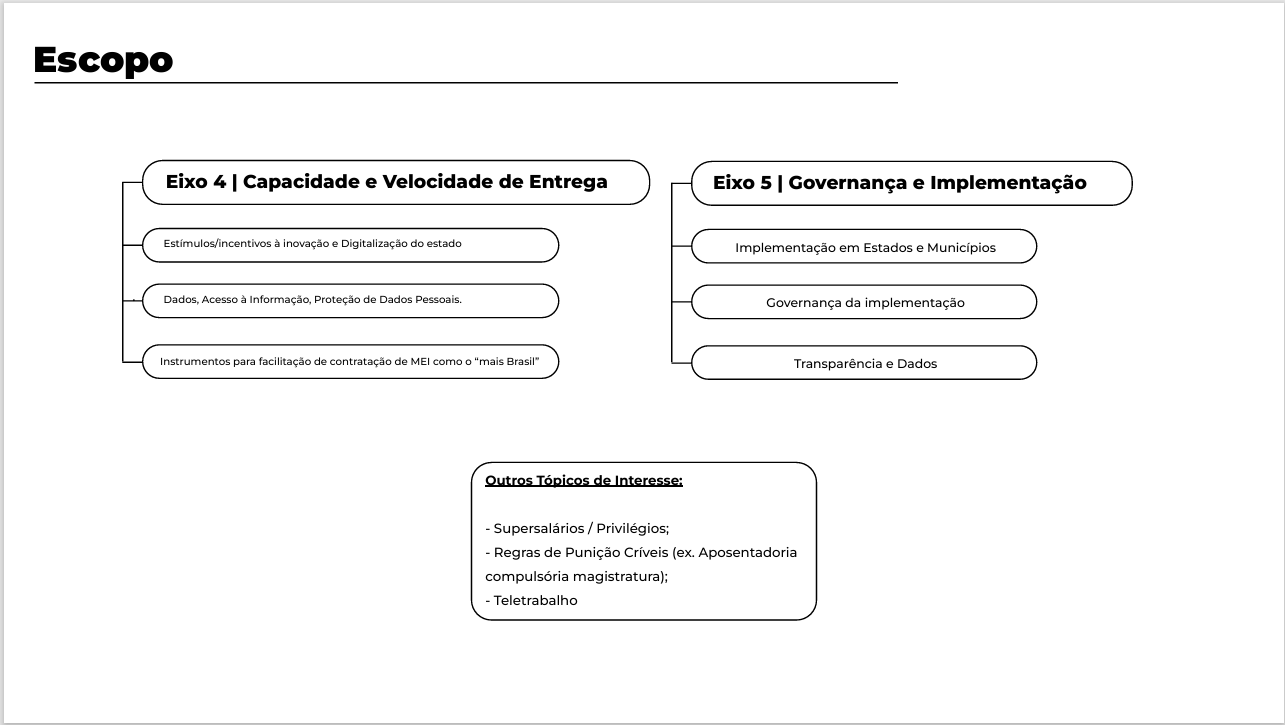 Escopo
Eixo 4 | Capacidade e Velocidade de Entrega
Estímulos/incentivos à inovação e Digitalização do estado
Dados, Acesso à Informação, Proteção de Dados Pessoais.
Instrumentos para facilitação de contratação de MEI como o “mais Brasil”
Eixo 5 | Governança e Implementação
Implementação em Estados e Municípios
Governança da implementação
Transparência e Dados
Outros Tópicos de Interesse:
- Supersalários / Privilégios;
- Regras de Punição Críveis (ex. Aposentadoria
compulsória magistratura);
- Teletrabalho